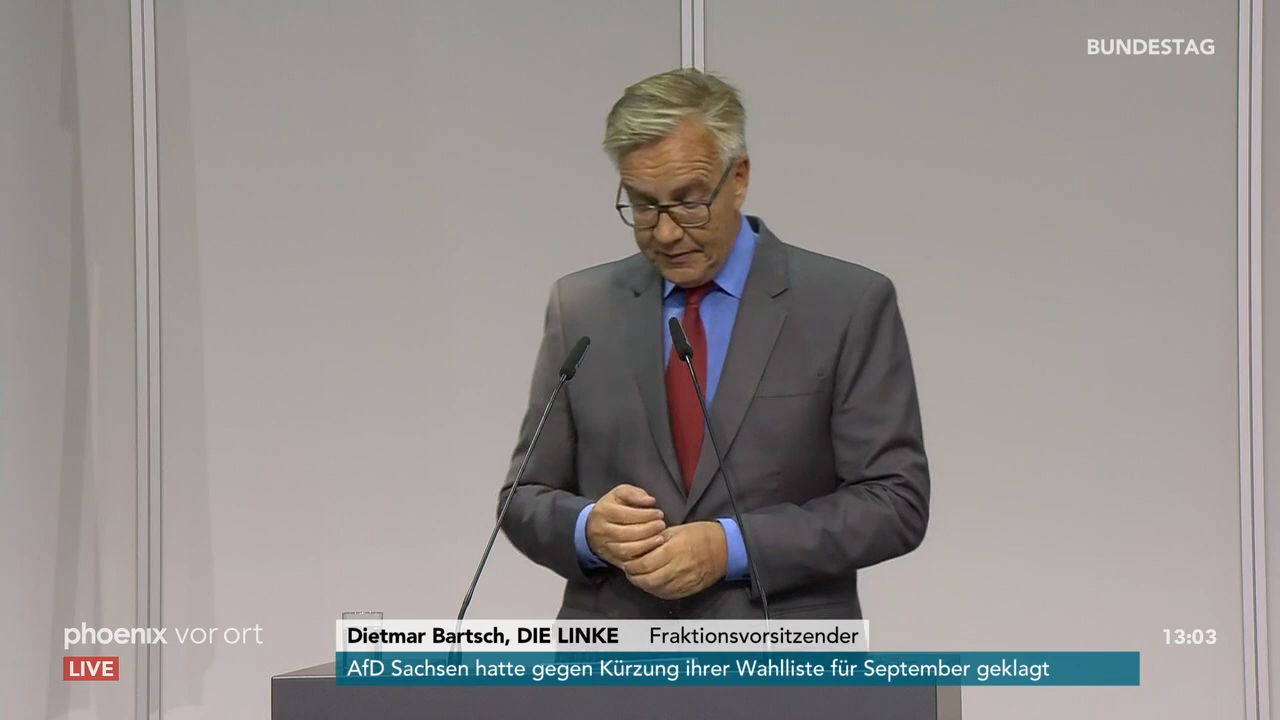 BUNDESTAG
phoenix vor ort
LIVE
Dietmar Bartsch, DIE LINKE Fraktionsvorsitzender
AfD Sachsen hatte gegen Kürzung ihrer Wahlliste für September geklagt
13:03